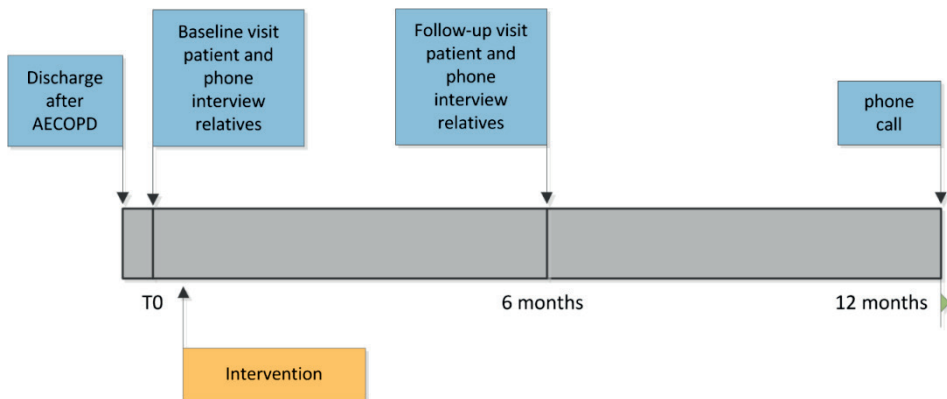 Discharge
after
AECOPD
Baseline visit
patient and
phone
interview
relatives
Follow-up visit
patient and
phone
interview
relatives
phone
call
T0
6 months
12 months
Intervention